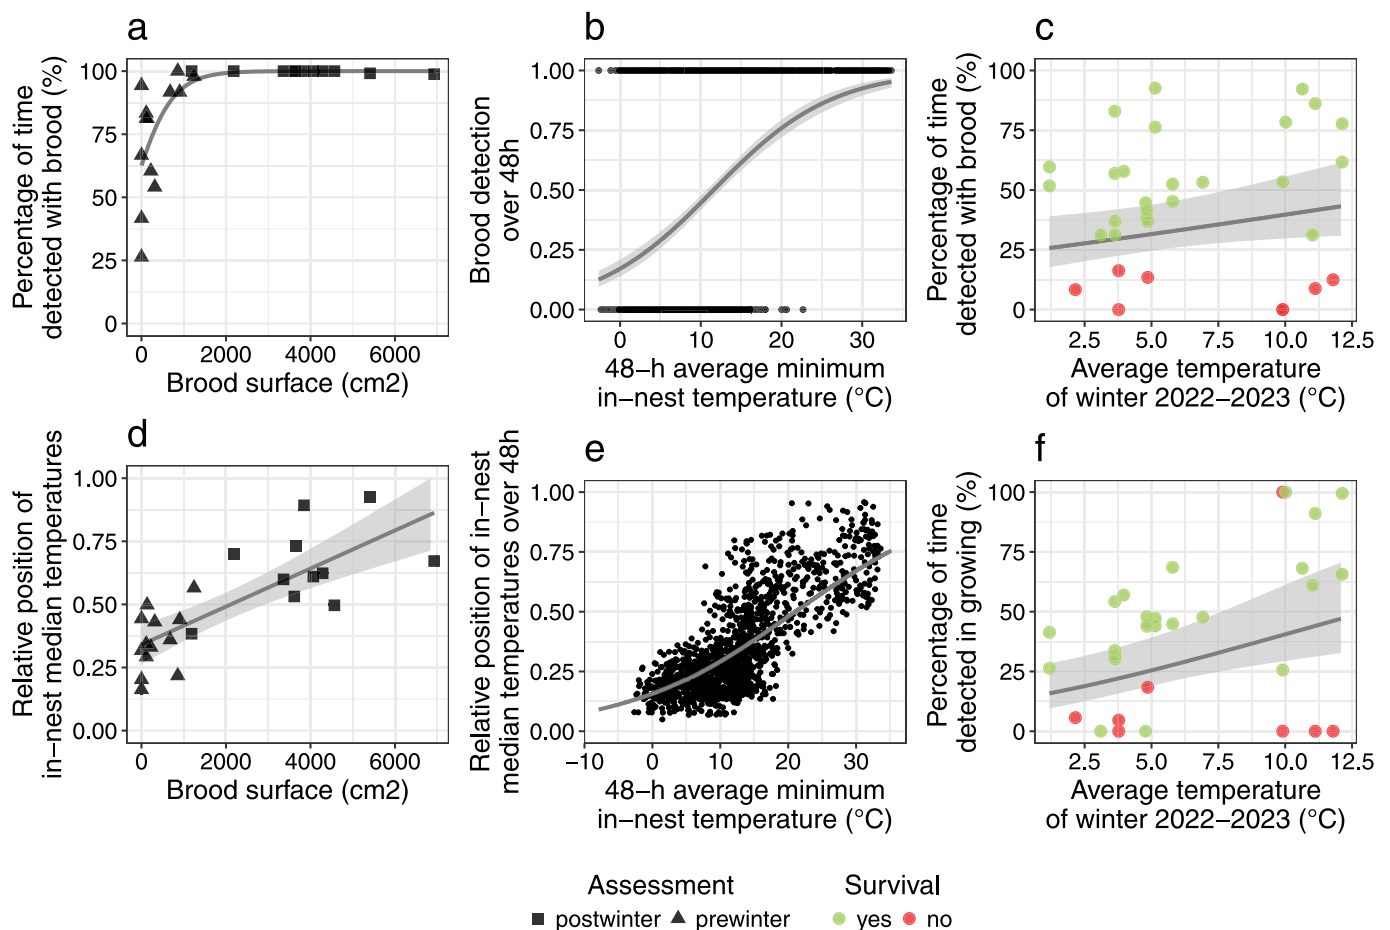 a
b
c
Percentage of time
detected with brood (%)
100
75
50
25
0
0 2000 4000 6000
Brood surface (cm2)
Brood detection
over 48h
1.00
0.75
0.50
0.25
0.00
0 10 20 30
48−h average minimum
in−nest temperature (°C)
Percentage of time
detected with brood (%)
100
75
50
25
0
2.5 5.0 7.5 10.0 12.5
Average temperature
of winter 2022−2023 (°C)
d
e
f
Relative position of
in−nest median temperatures
1.00
0.75
0.50
0.25
0.00
0 2000 4000 6000
Brood surface (cm2)
Relative position of in−nest
median temperatures over 48h
1.00
0.75
0.50
0.25
0.00
−10 0 10 20 30
48−h average minimum
in−nest temperature (°C)
Percentage of time
detected in growing (%)
100
75
50
25
0
2.5 5.0 7.5 10.0 12.5
Average temperature
of winter 2022−2023 (°C)
Assessment
postwinter prewinter
Survival
yes no